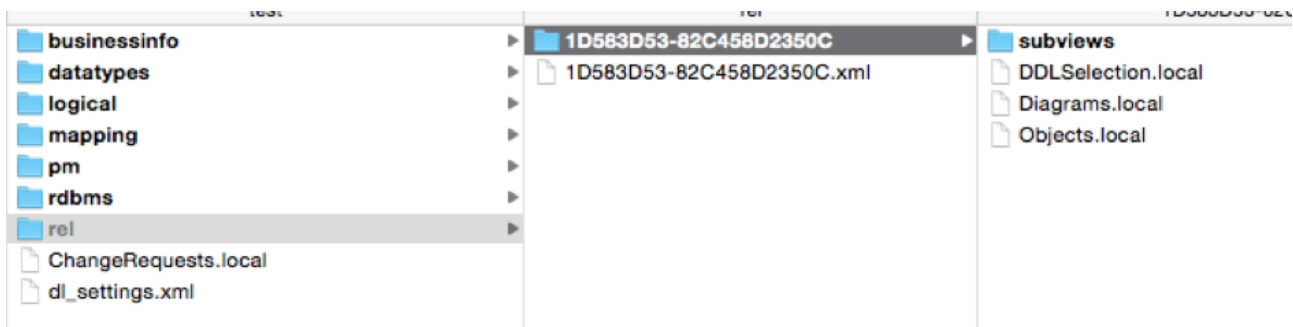 test
businessinfo
datatypes
logical
mapping
pm
rdbms
rel
ChangeRequests.local
dl_settings.xml
rel
1D583D53-82C458D2350C
1D583D53-82C458D2350C.xml
subviews
DDLSelection.local
Diagrams.local
Objects.local